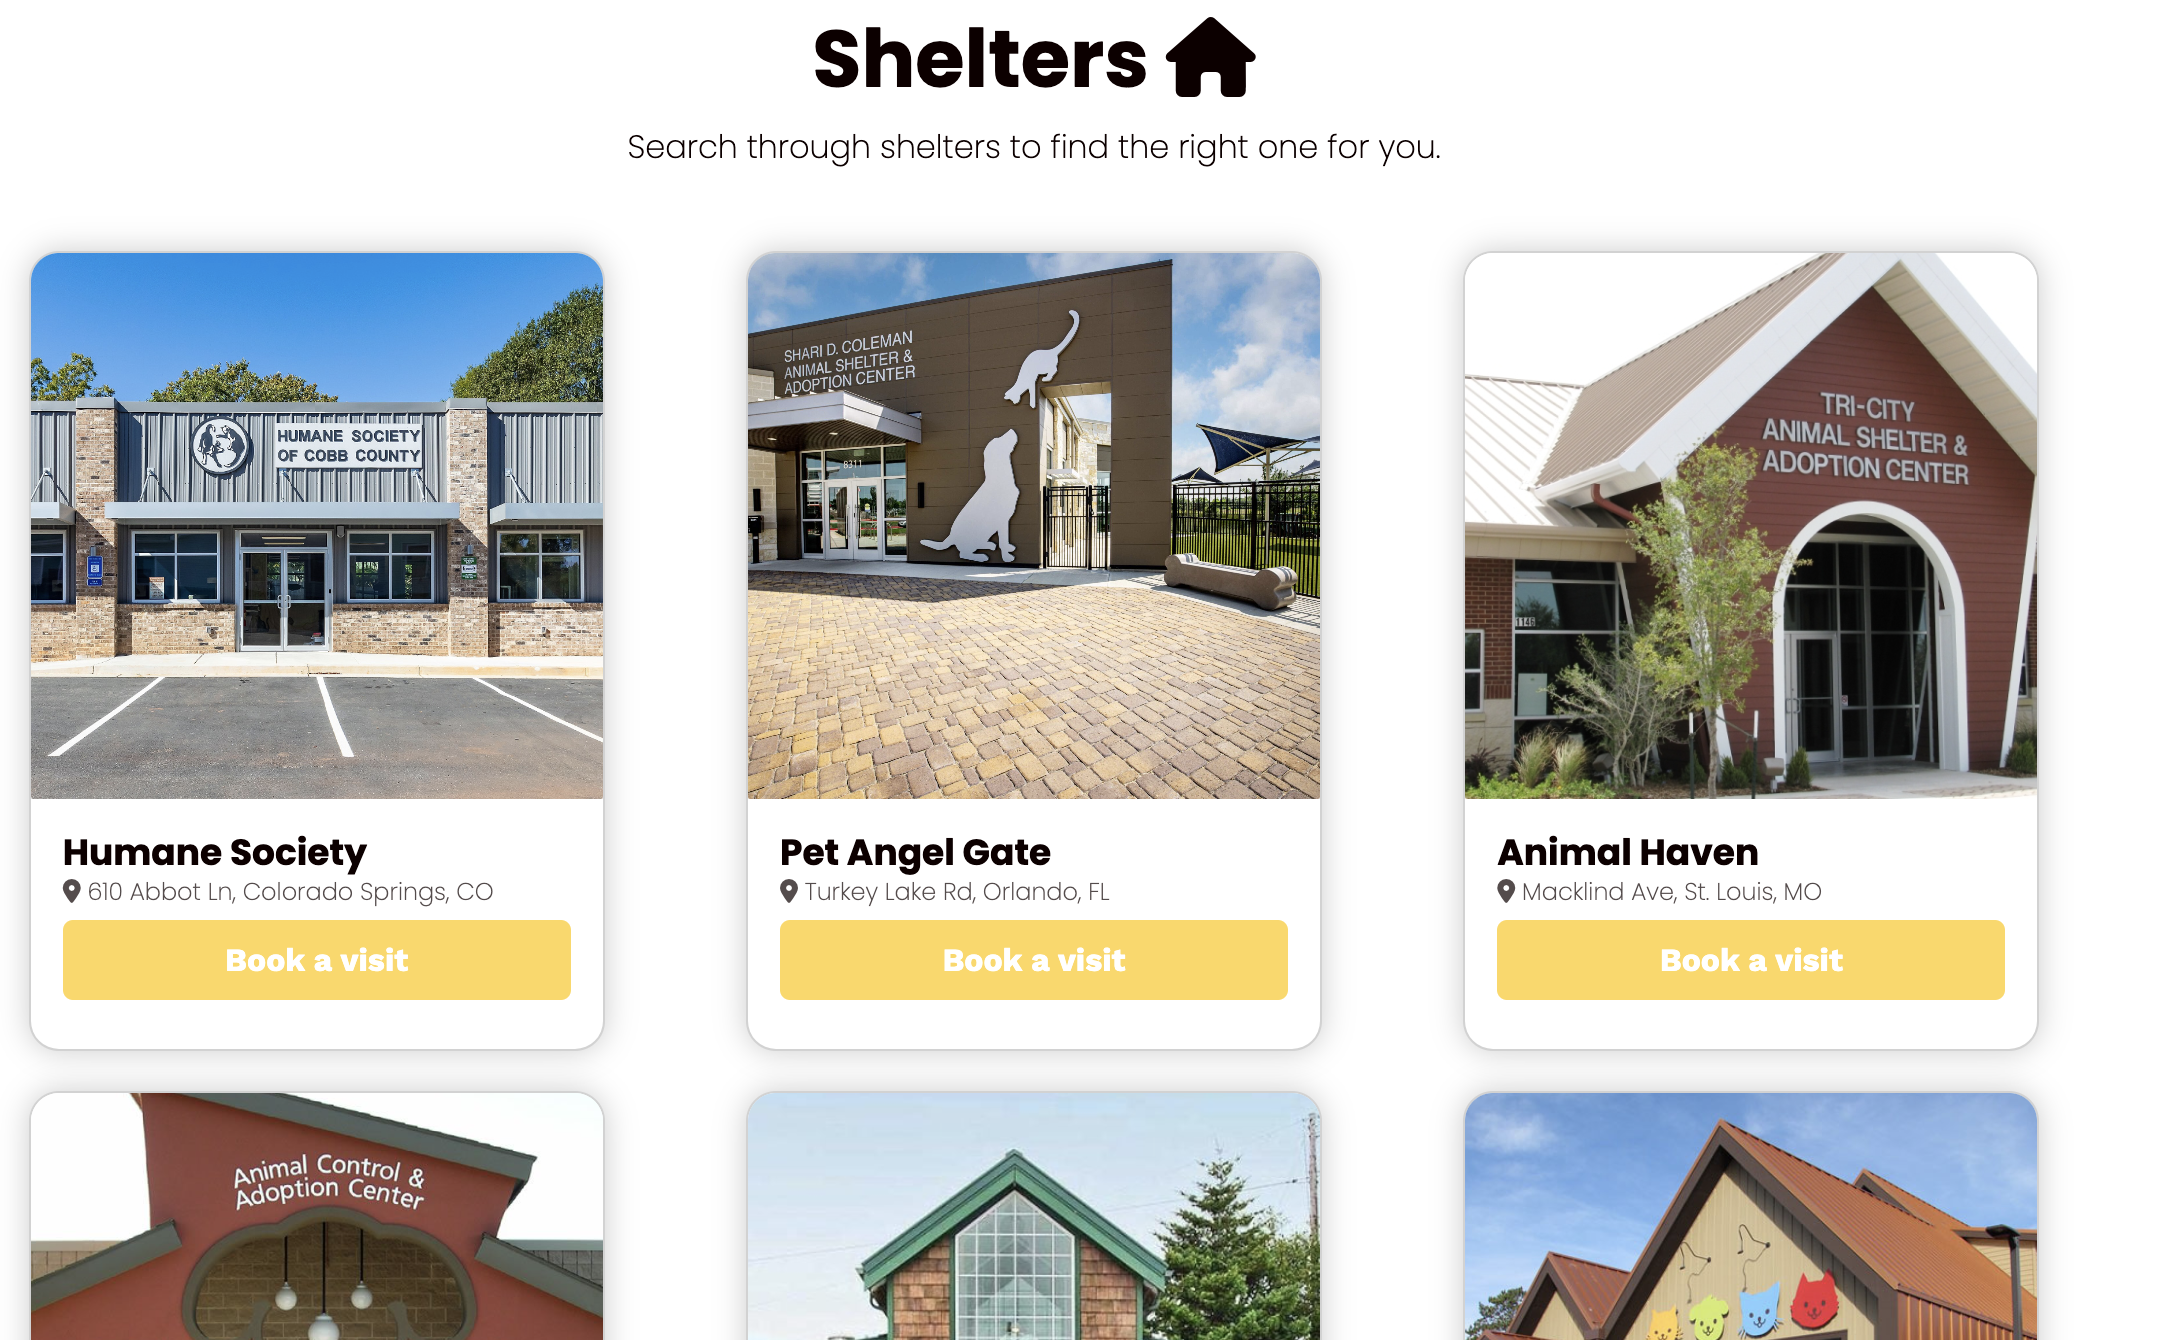 Shelters
Search through shelters to find the right one for you.
HUMANE SOCIETY
OF COBB COUNTY
SHARI D. COLEMAN
ANIMAL SHELTER &
ADOPTION CENTER
8311
TRI-CITY
ANIMAL SHELTER &
ADOPTION CENTER
1146
Humane Society
610 Abbot Ln, Colorado Springs, CO
Book a visit
Pet Angel Gate
Turkey Lake Rd, Orlando, FL
Book a visit
Animal Haven
Macklind Ave, St. Louis, MO
Book a visit
Animal Control &
Adoption Center